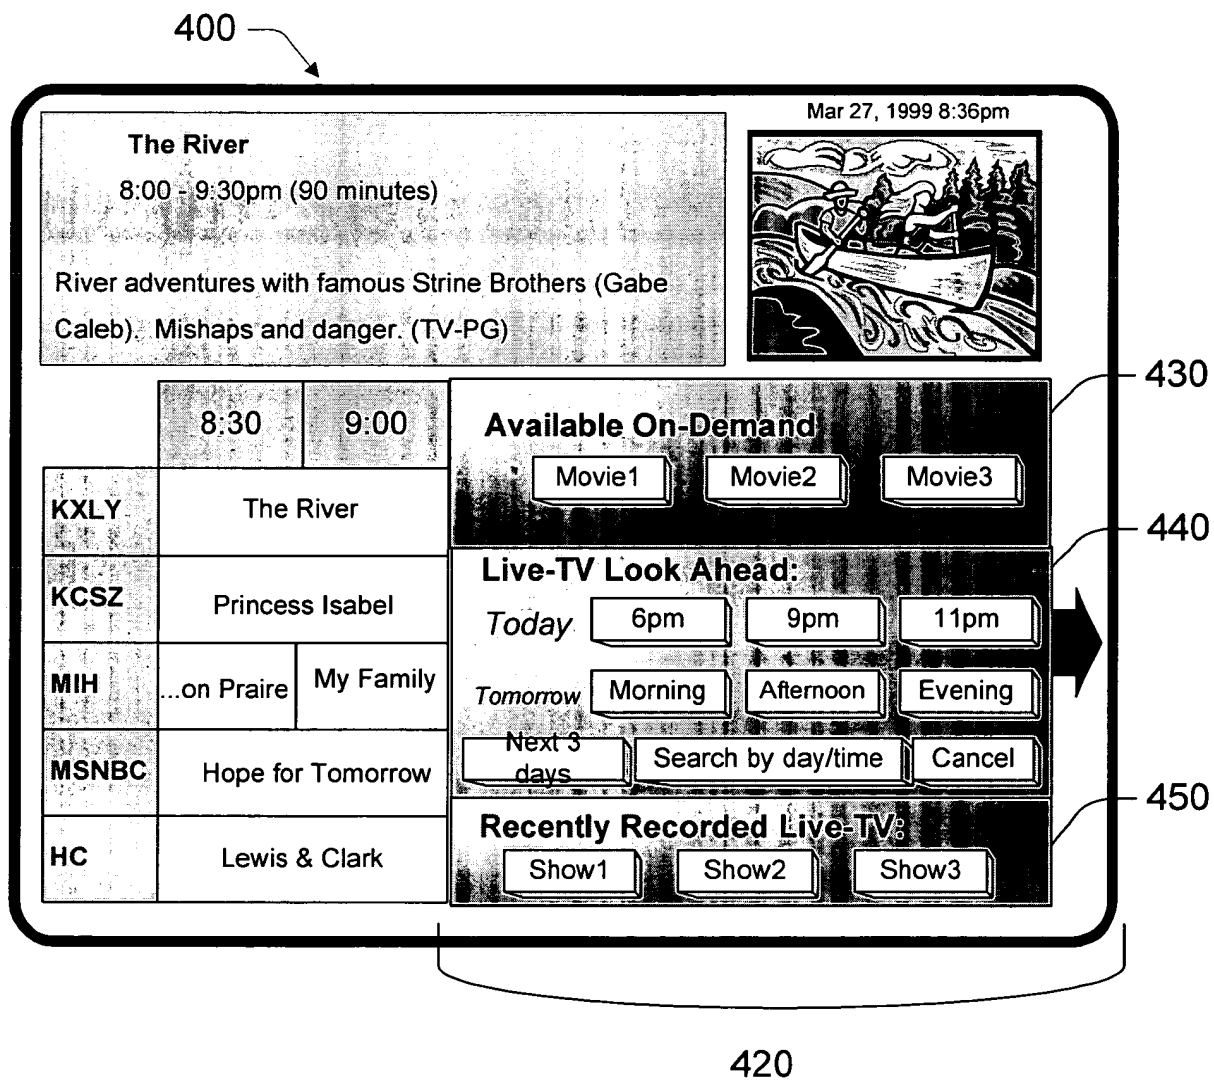 400
Mar 27, 1999 8:36pm
The River
8:00 - 9:30pm (90 minutes)
River adventures with famous Strine Brothers (Gabe
Caleb). Mishaps and danger. (TV-PG)
430
8:30 9:00
Available On-Demand
Movie1 Movie2 Movie3
KXLY The River
440
Live-TV Look Ahead:
KCSZ Princess Isabel
Today 6pm 9pm 11pm
MIH ...on Praire My Family
Tomorrow Morning Afternoon Evening
Next 3
days
Search by day/time Cancel
MSNBC Hope for Tomorrow
450
Recently Recorded Live-TV:
HC Lewis & Clark
Show1 Show2 Show3
420